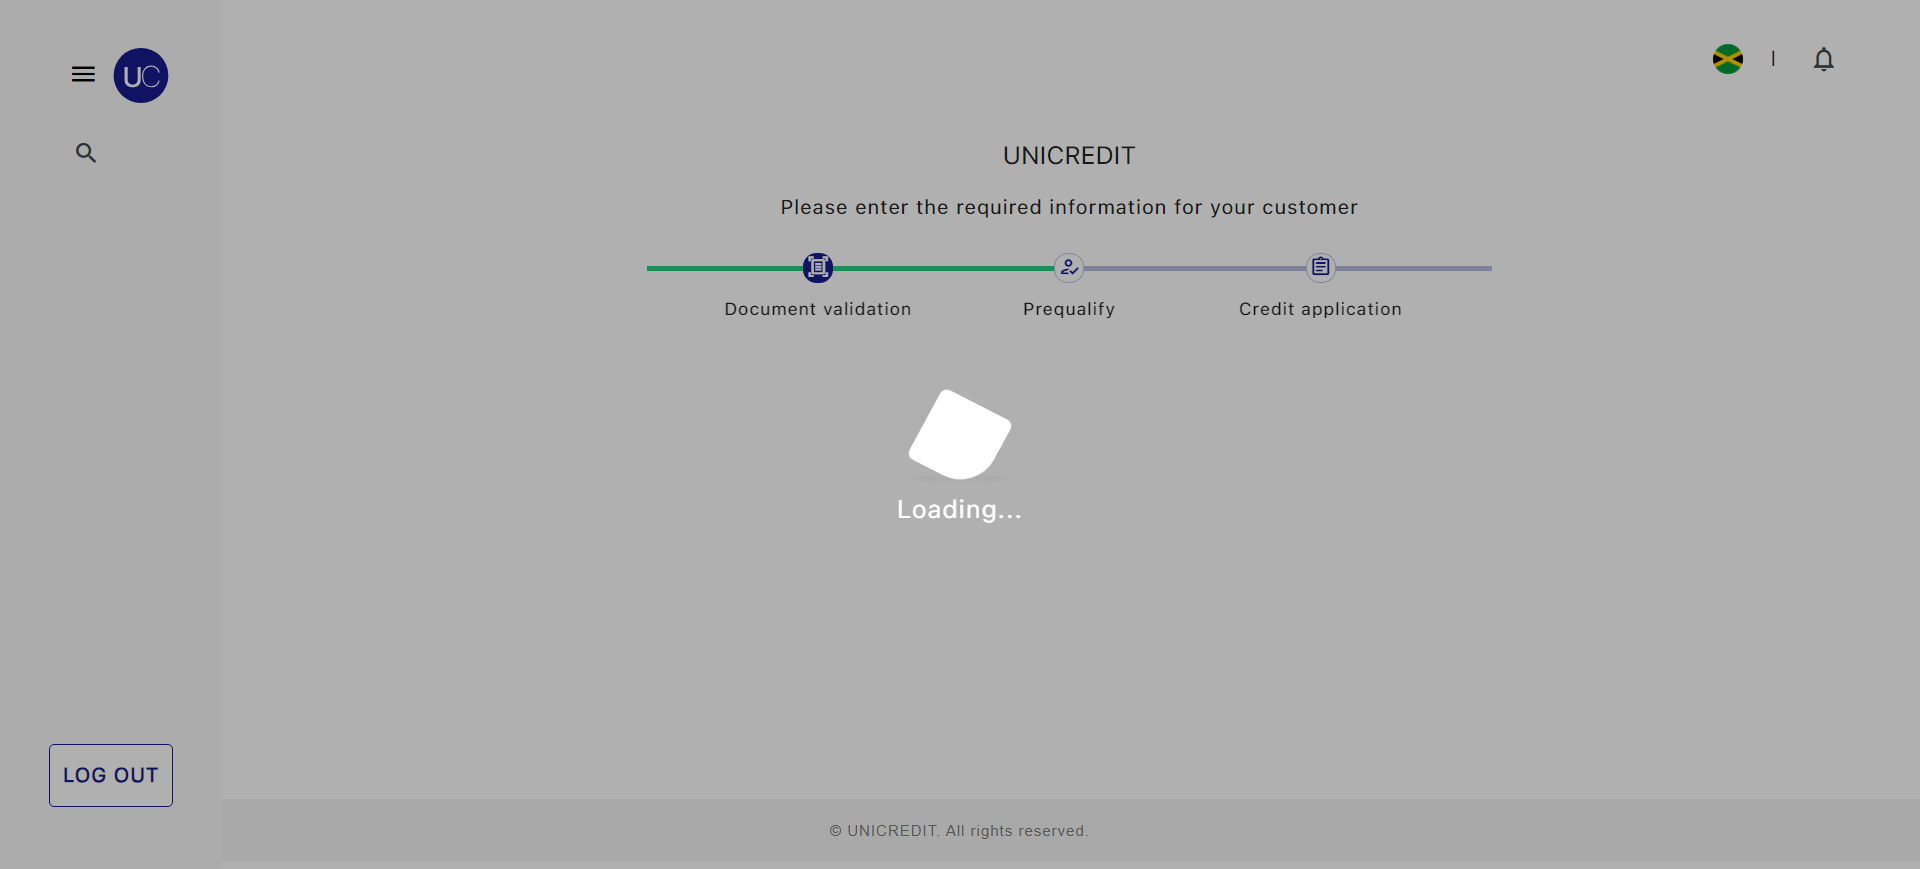 UC
UNICREDIT
Please enter the required information for your customer
Document validation
Prequalify
Credit application
Loading...
LOG OUT
© UNICREDIT. All rights reserved.